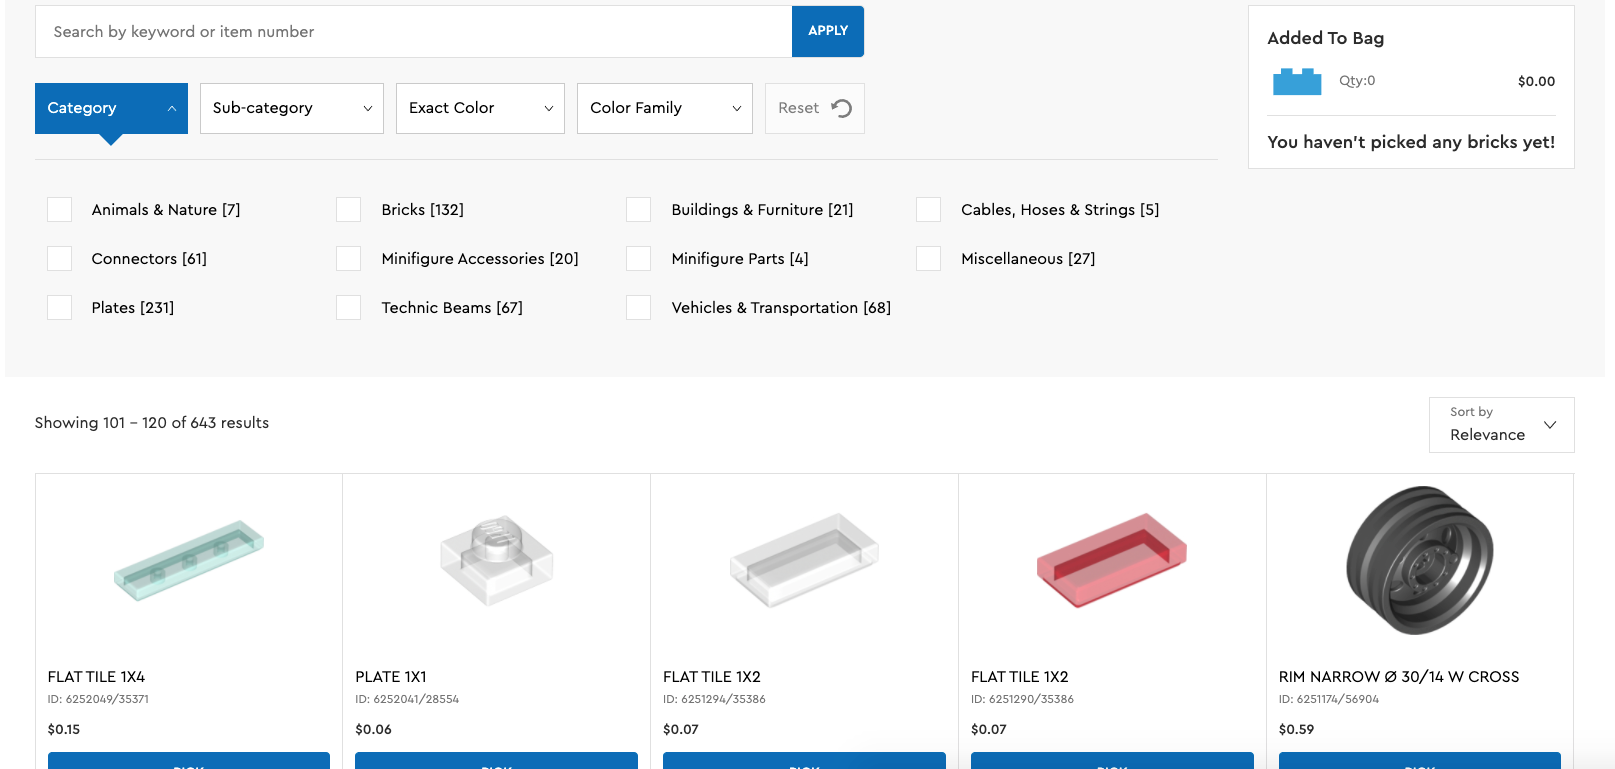 Search by keyword or item number
APPLY
Added To Bag
Qty:0
$0.00
You haven't picked any bricks yet!
Category
Sub-category
Exact Color
Color Family
Reset
Animals & Nature [7]
Bricks [132]
Buildings & Furniture [21]
Cables, Hoses & Strings [5]
Connectors [61]
Minifigure Accessories [20]
Minifigure Parts [4]
Miscellaneous [27]
Plates [231]
Technic Beams [67]
Vehicles & Transportation [68]
Showing 101 - 120 of 643 results
Sort by
Relevance
FLAT TILE 1X4
ID: 6252049/35371
$0.15
PLATE 1X1
ID: 6252041/28554
$0.06
FLAT TILE 1X2
ID: 6251294/35386
$0.07
FLAT TILE 1X2
ID: 6251290/35386
$0.07
RIM NARROW Ø 30/14 W CROSS
ID: 6251174/56904
$0.59